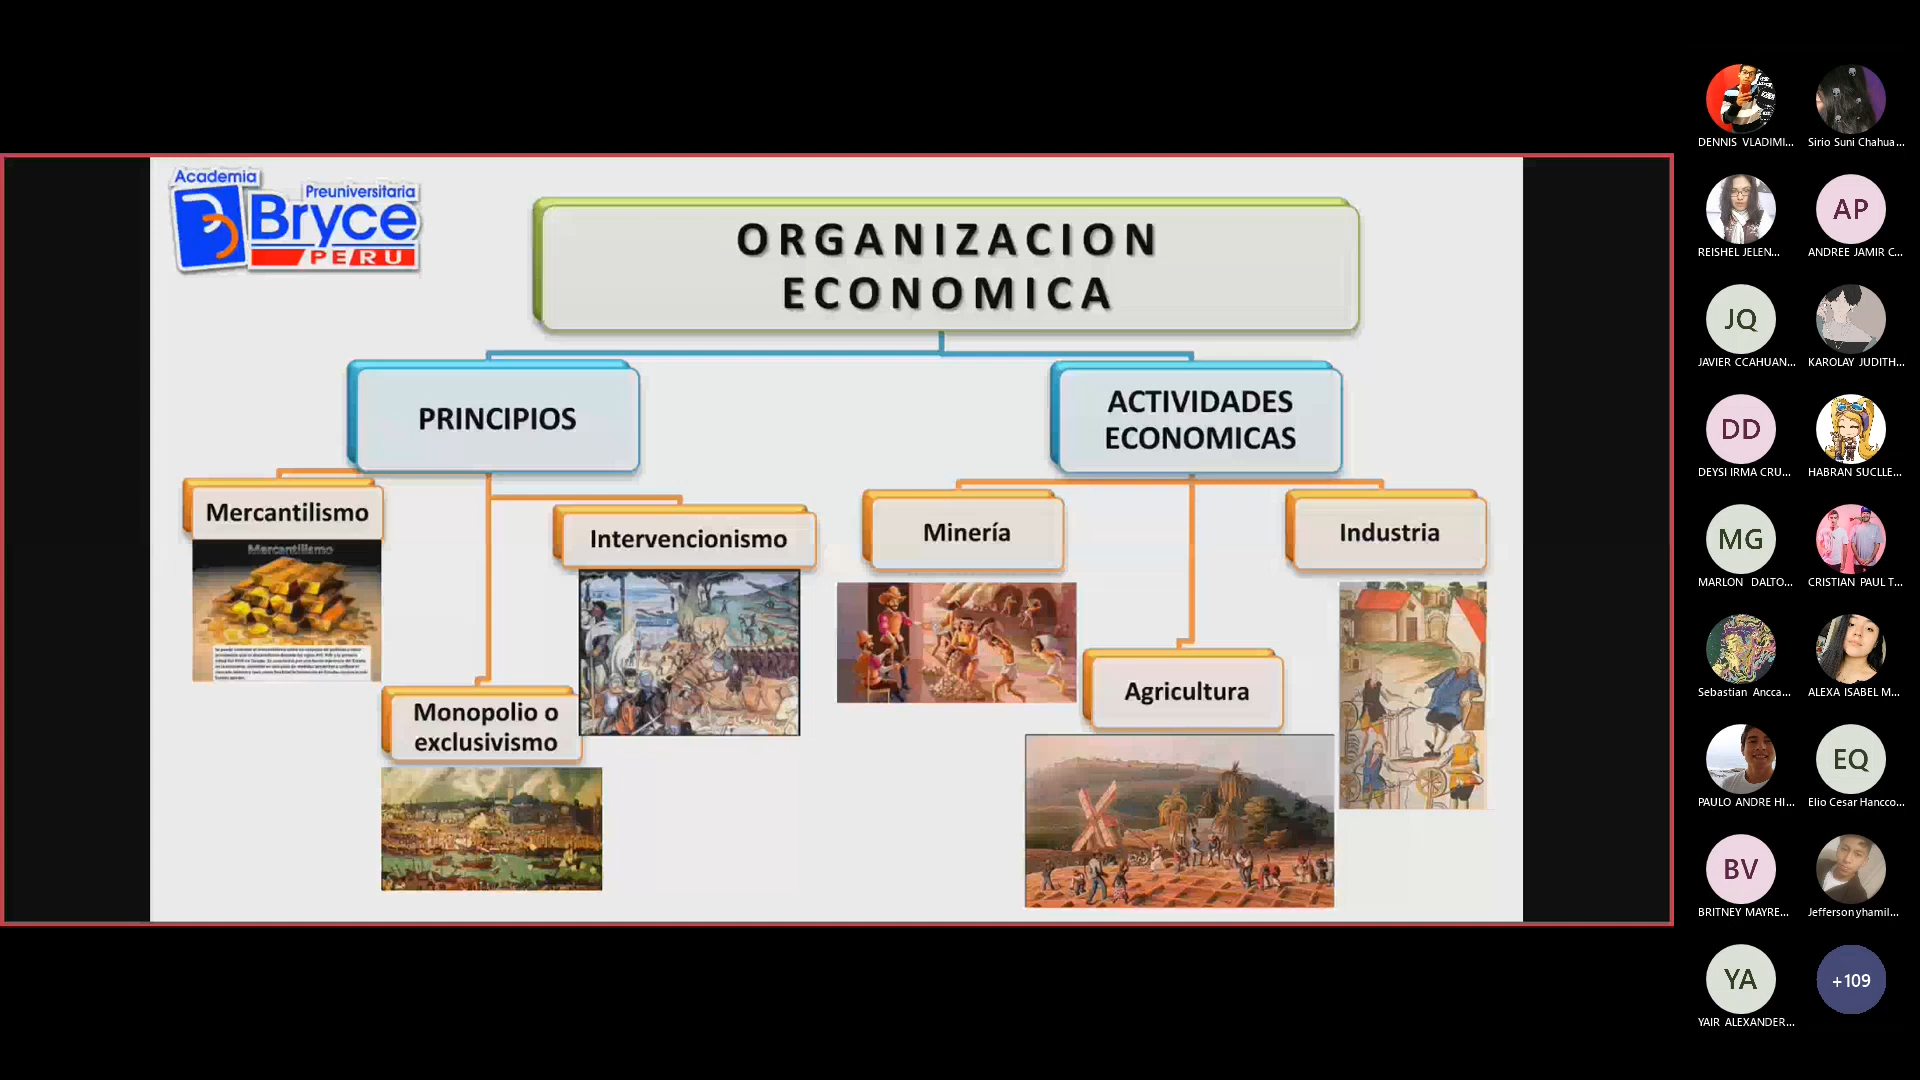 Academia
Preuniversitaria
Bryce
PERU
ORGANIZACION
ECONOMICA
PRINCIPIOS
ACTIVIDADES
ECONOMICAS
Mercantilismo
Mercantilismo
Intervencionismo
Monopolio o
exclusivismo
Minería
Agricultura
Industria
DENNIS VLADIMI...
Sirio Suni Chahua...
REISHEL JELEN...
AP
ANDREE JAMIR C...
JQ
JAVIER CCAHUAN...
KAROLAY JUDITH...
DD
DEYSI IRMA CRU...
HABRAN SUCLLE...
MG
MARLON DALTO...
CRISTIAN PAUL T...
Sebastian Ancca...
ALEXA ISABEL M...
PAULO ANDRE HI...
EQ
Elio Cesar Hancco...
BV
BRITNEY MAYRE...
Jefferson yhamil...
YA
YAIR ALEXANDER...
+109